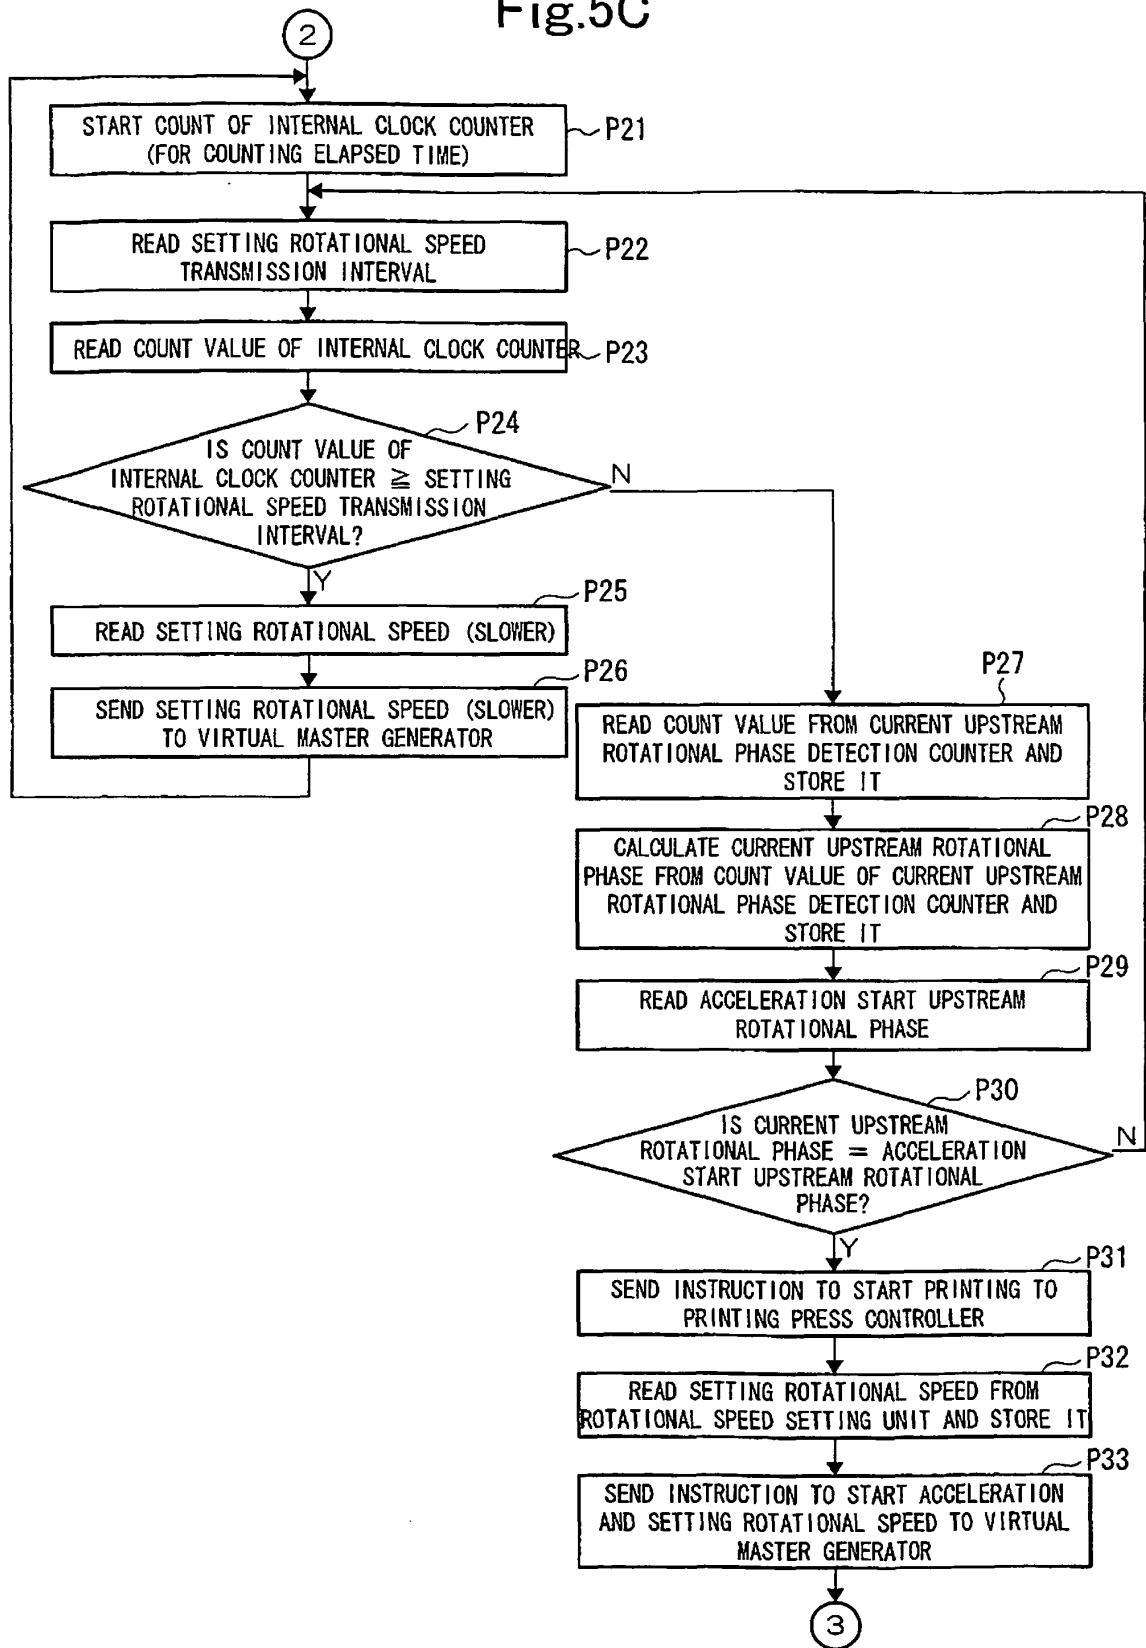 Fig.5C
2
START COUNT OF INTERNAL CLOCK COUNTER
(FOR COUNTING ELAPSED TIME)
P21
READ SETTING ROTATIONAL SPEED
TRANSMISSION INTERVAL
P22
READ COUNT VALUE OF INTERNAL CLOCK COUNTER
P23
P24
IS COUNT VALUE OF
INTERNAL CLOCK COUNTER ≧ SETTING
ROTATIONAL SPEED TRANSMISSION
INTERVAL?
N
Y
P25
READ SETTING ROTATIONAL SPEED (SLOWER)
P26
SEND SETTING ROTATIONAL SPEED (SLOWER)
TO VIRTUAL MASTER GENERATOR
P27
READ COUNT VALUE FROM CURRENT UPSTREAM
ROTATIONAL PHASE DETECTION COUNTER AND
STORE IT
P28
CALCULATE CURRENT UPSTREAM ROTATIONAL
PHASE FROM COUNT VALUE OF CURRENT UPSTREAM
ROTATIONAL PHASE DETECTION COUNTER AND
STORE IT
P29
READ ACCELERATION START UPSTREAM
ROTATIONAL PHASE
P30
IS CURRENT UPSTREAM
ROTATIONAL PHASE = ACCELERATION
START UPSTREAM ROTATIONAL
PHASE?
N
Y
P31
SEND INSTRUCTION TO START PRINTING TO
PRINTING PRESS CONTROLLER
P32
READ SETTING ROTATIONAL SPEED FROM
ROTATIONAL SPEED SETTING UNIT AND STORE IT
P33
SEND INSTRUCTION TO START ACCELERATION
AND SETTING ROTATIONAL SPEED TO VIRTUAL
MASTER GENERATOR
3